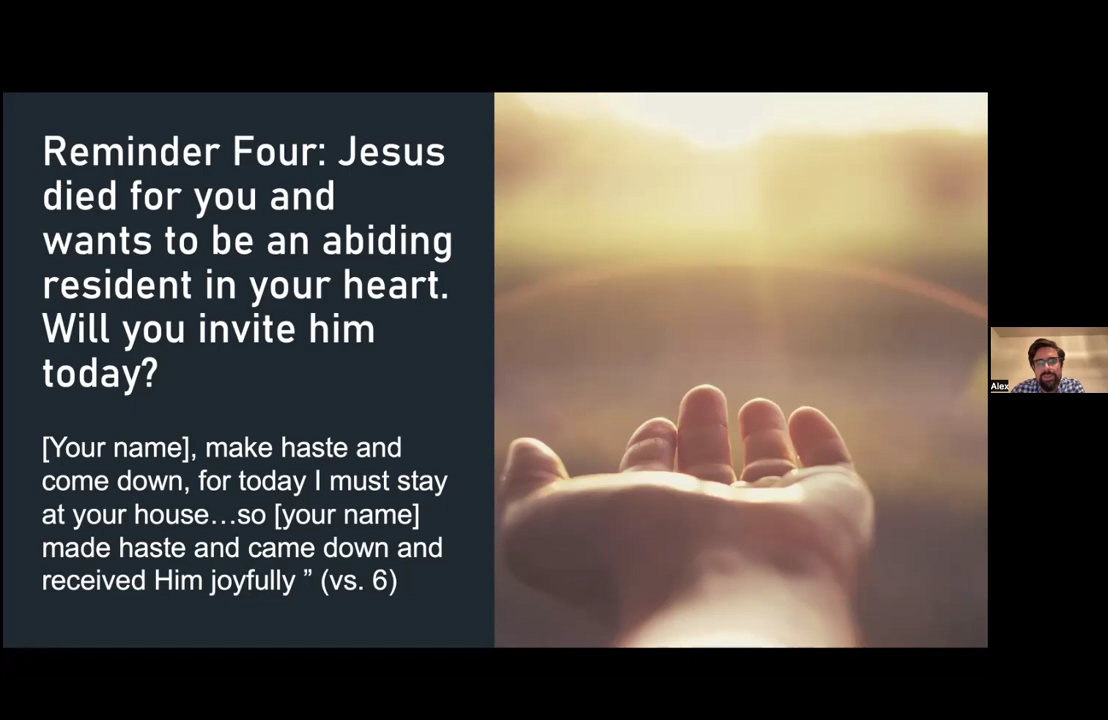 Reminder Four: Jesus
died for you and
wants to be an abiding
resident in your heart.
Will you invite him
today?
[Your name], make haste and
come down, for today I must stay
at your house…so [your name]
made haste and came down and
received Him joyfully ” (vs. 6)
Alex